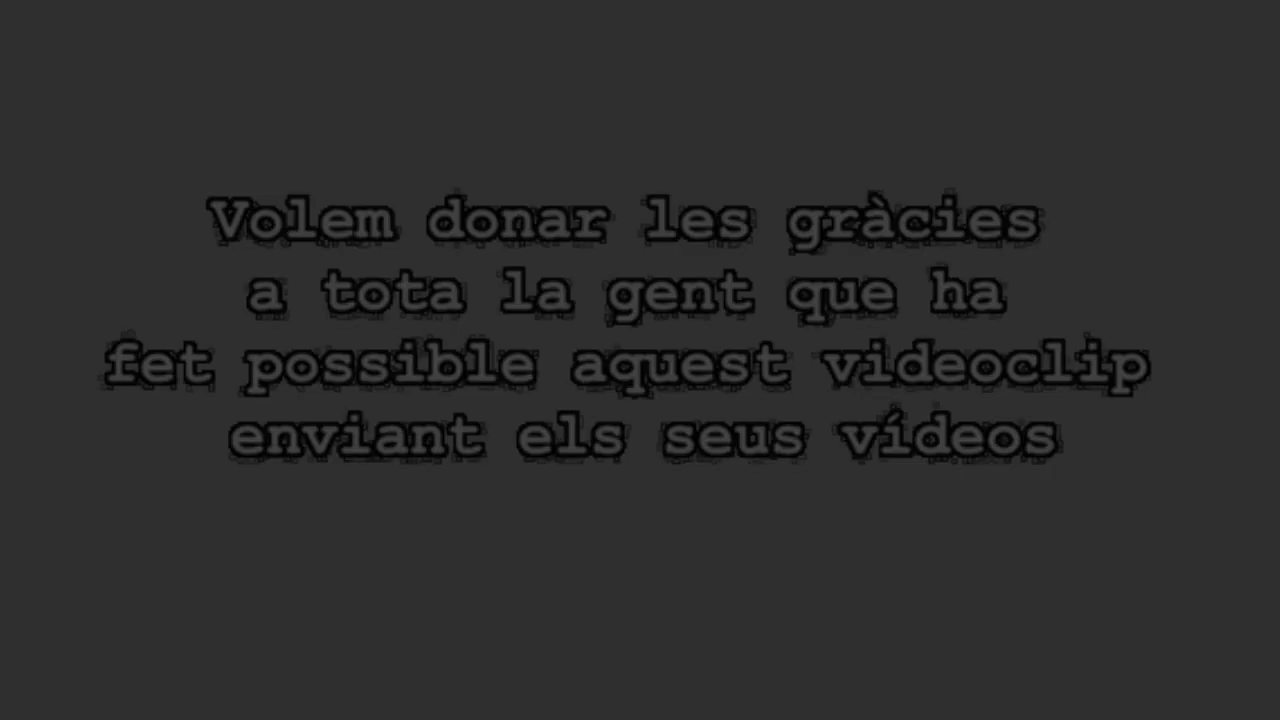 Volem donar les gràcies
a tota la gent que ha
fet possible aquest videoclip
enviant els seus vídeos